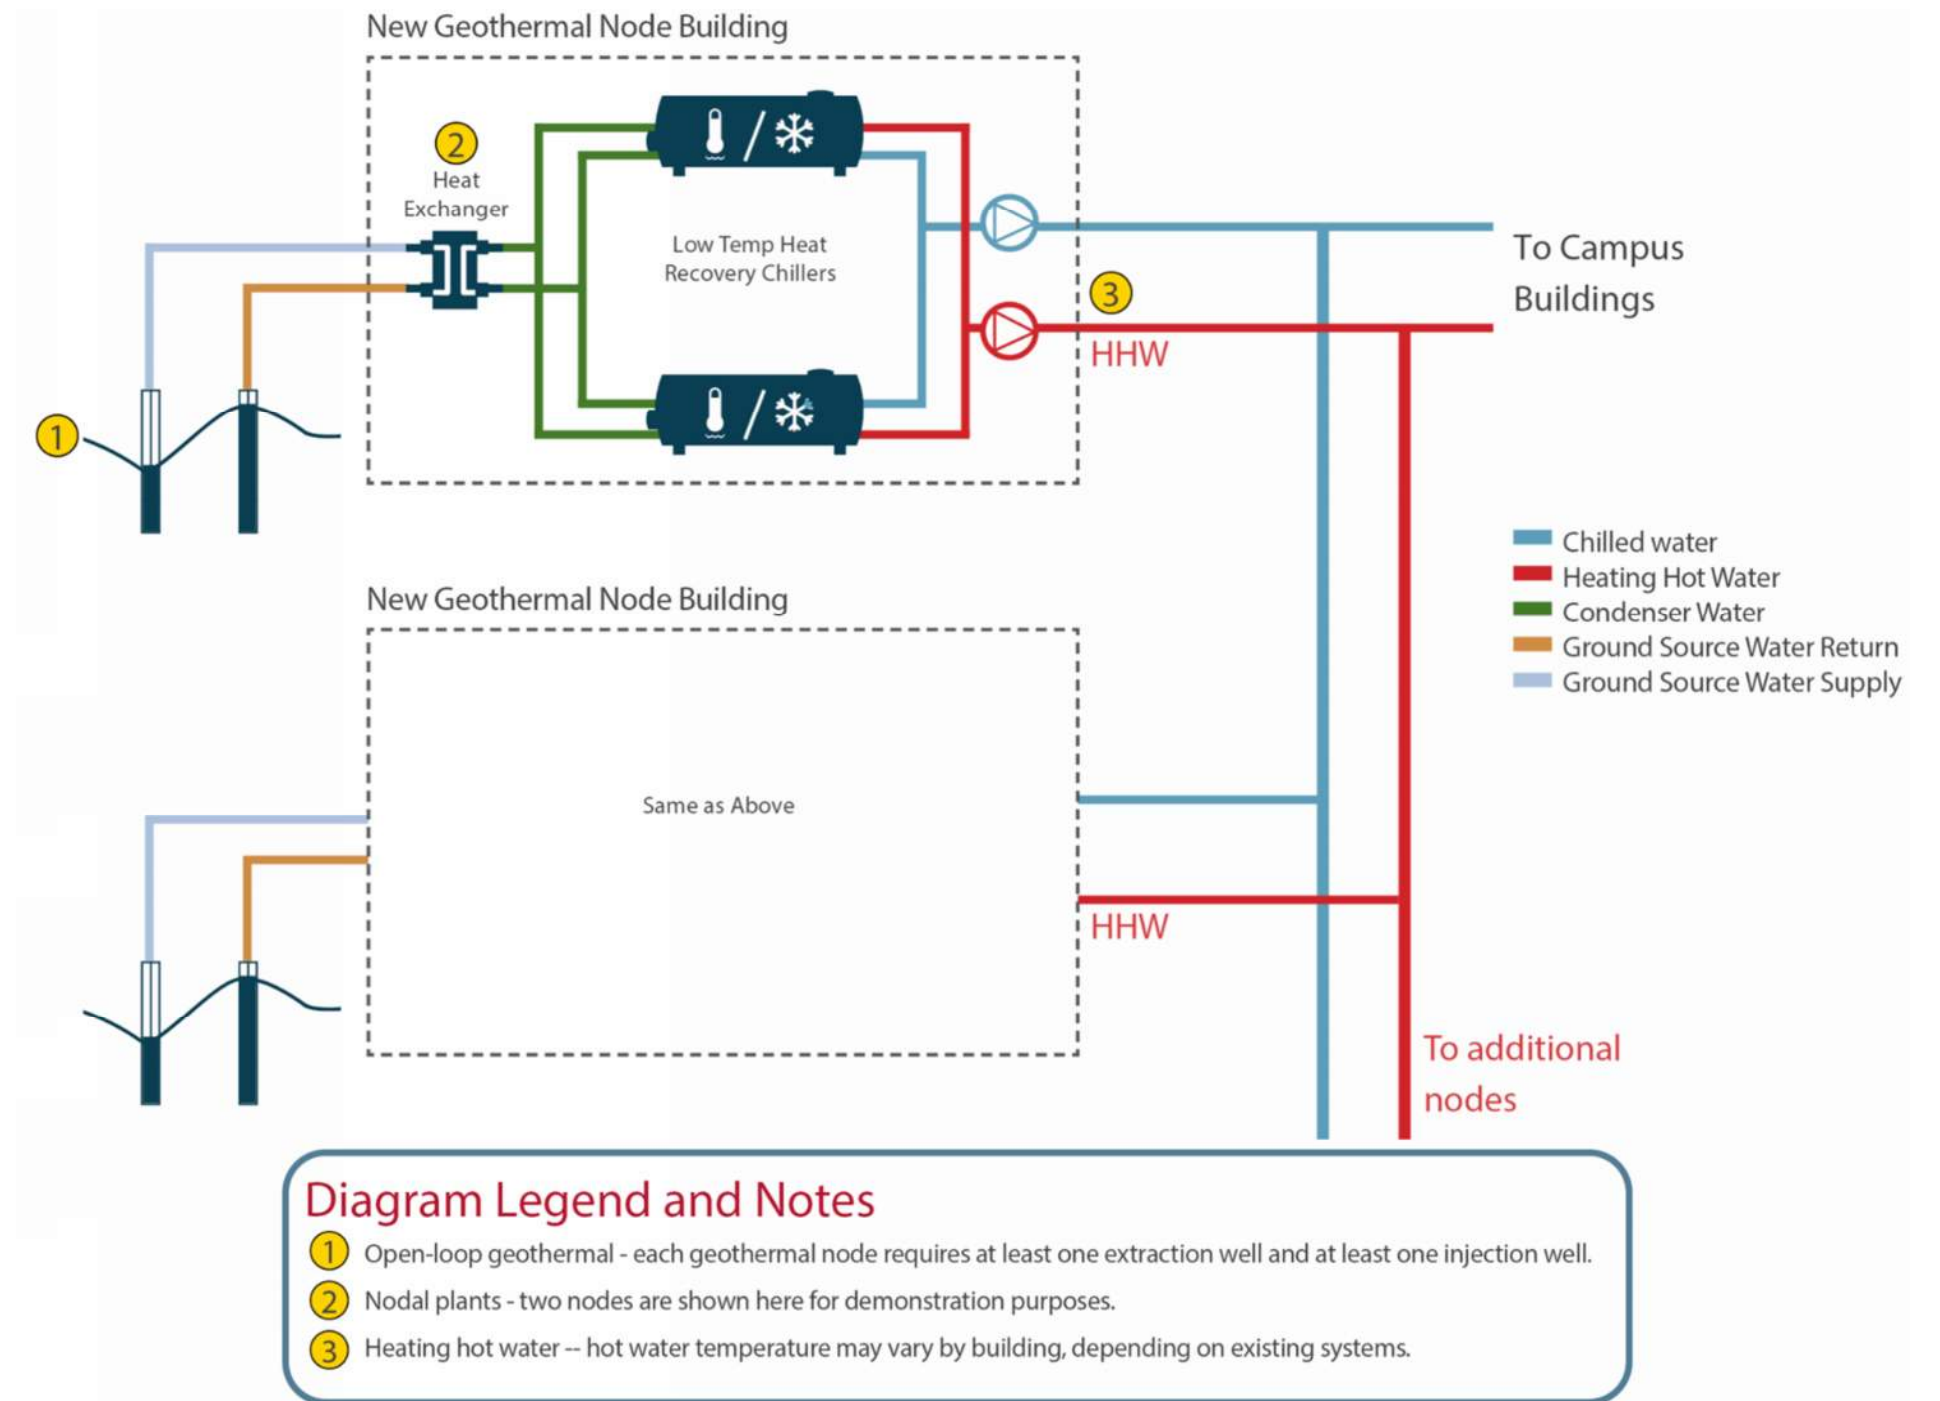 New Geothermal Node Building
2
Heat
Exchanger
Low Temp Heat
Recovery Chillers
To Campus
Buildings
3
HHW
1
Chilled water
Heating Hot Water
Condenser Water
Ground Source Water Return
Ground Source Water Supply
New Geothermal Node Building
Same as Above
HHW
To additional
nodes
Diagram Legend and Notes
1 Open-loop geothermal - each geothermal node requires at least one extraction well and at least one injection well.
2 Nodal plants - two nodes are shown here for demonstration purposes.
3 Heating hot water -- hot water temperature may vary by building, depending on existing systems.